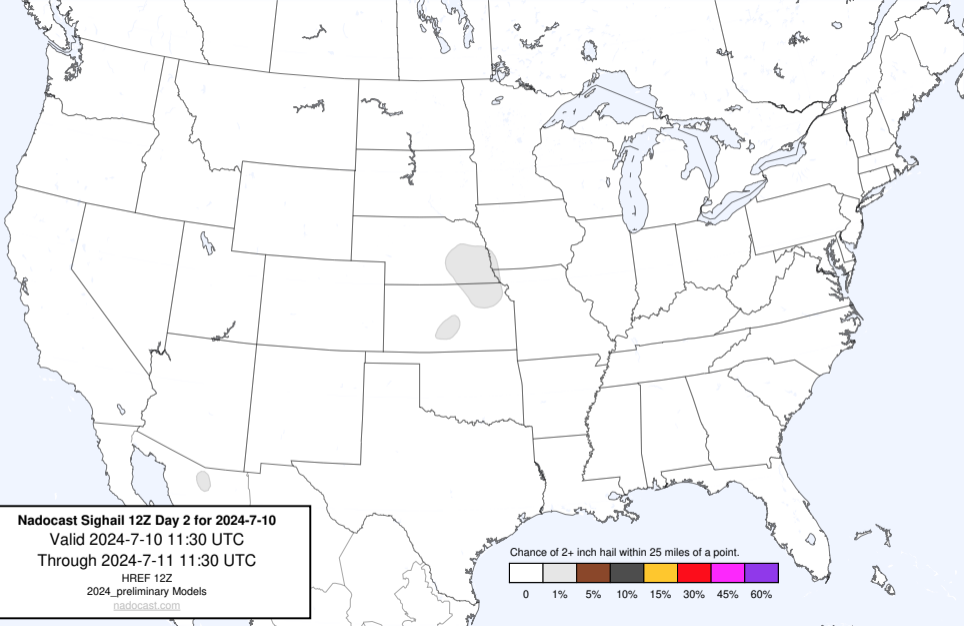 Nadocast Sighail 12Z Day 2 for 2024-7-10
Valid 2024-7-10 11:30 UTC
Through 2024-7-11 11:30 UTC
HREF 12Z
2024_preliminary Models
nadocast.com
Chance of 2+ inch hail within 25 miles of a point.
0 1% 5% 10% 15% 30% 45% 60%